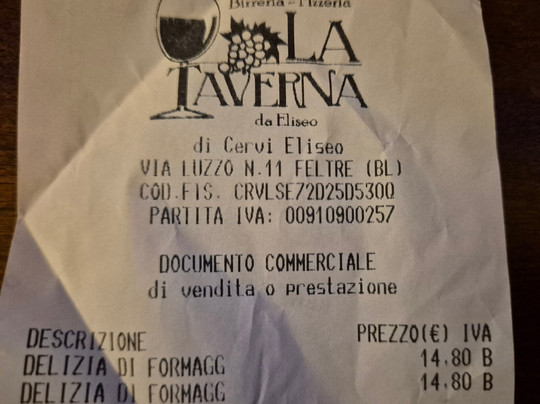 Birreria - Pizzeria
LA
TAVERNA
da Eliseo
di Cervi Eliseo
VIA LUZZO N.11 FELTRE (BL)
COD.FIS. CRVLSE72D25D530Q
PARTITA IVA: 00910900257
DOCUMENTO COMMERCIALE
di vendita o prestazione
DESCRIZIONE PREZZO(€) IVA
DELIZIA DI FORMAGG 14.80 B
DELIZIA DI FORMAGG 14.80 B